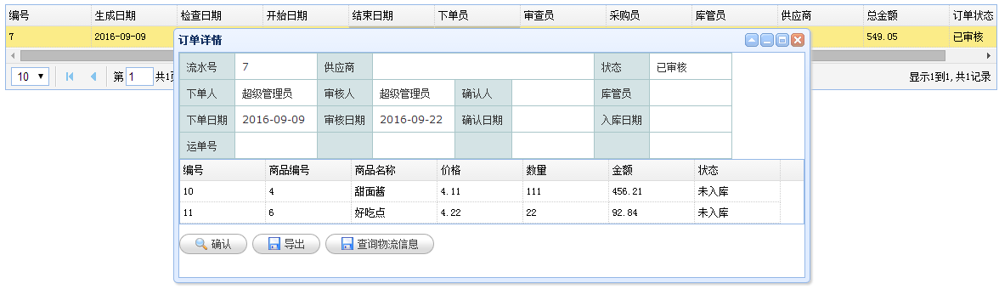 编号 生成日期 检查日期 开始日期 结束日期 下单员 审查员 采购员 库管员 供应商 总金额 订单状态
7 2016-09-09 549.05 已审核
10 第 1 共1页 显示1到1,共1记录
订单详情
流水号 7 供应商 状态 已审核
下单人 超级管理员 审核人 超级管理员 确认人 库管员
下单日期 2016-09-09 审核日期 2016-09-22 确认日期 入库日期
运单号
编号 商品编号 商品名称 价格 数量 金额 状态
10 4 甜面酱 4.11 111 456.21 未入库
11 6 好吃点 4.22 22 92.84 未入库
确认 导出 查询物流信息